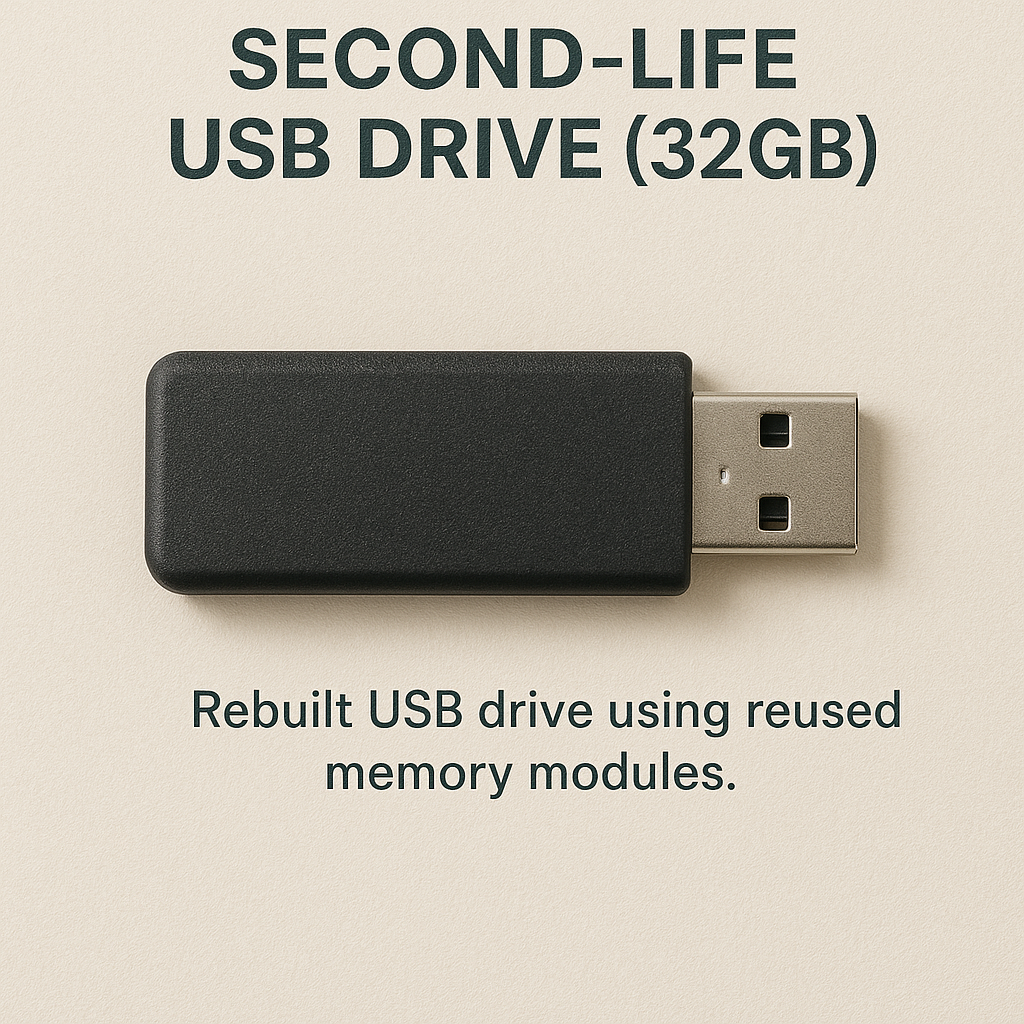 SECOND-LIFE
USB DRIVE (32GB)
Rebuilt USB drive using reused
memory modules.